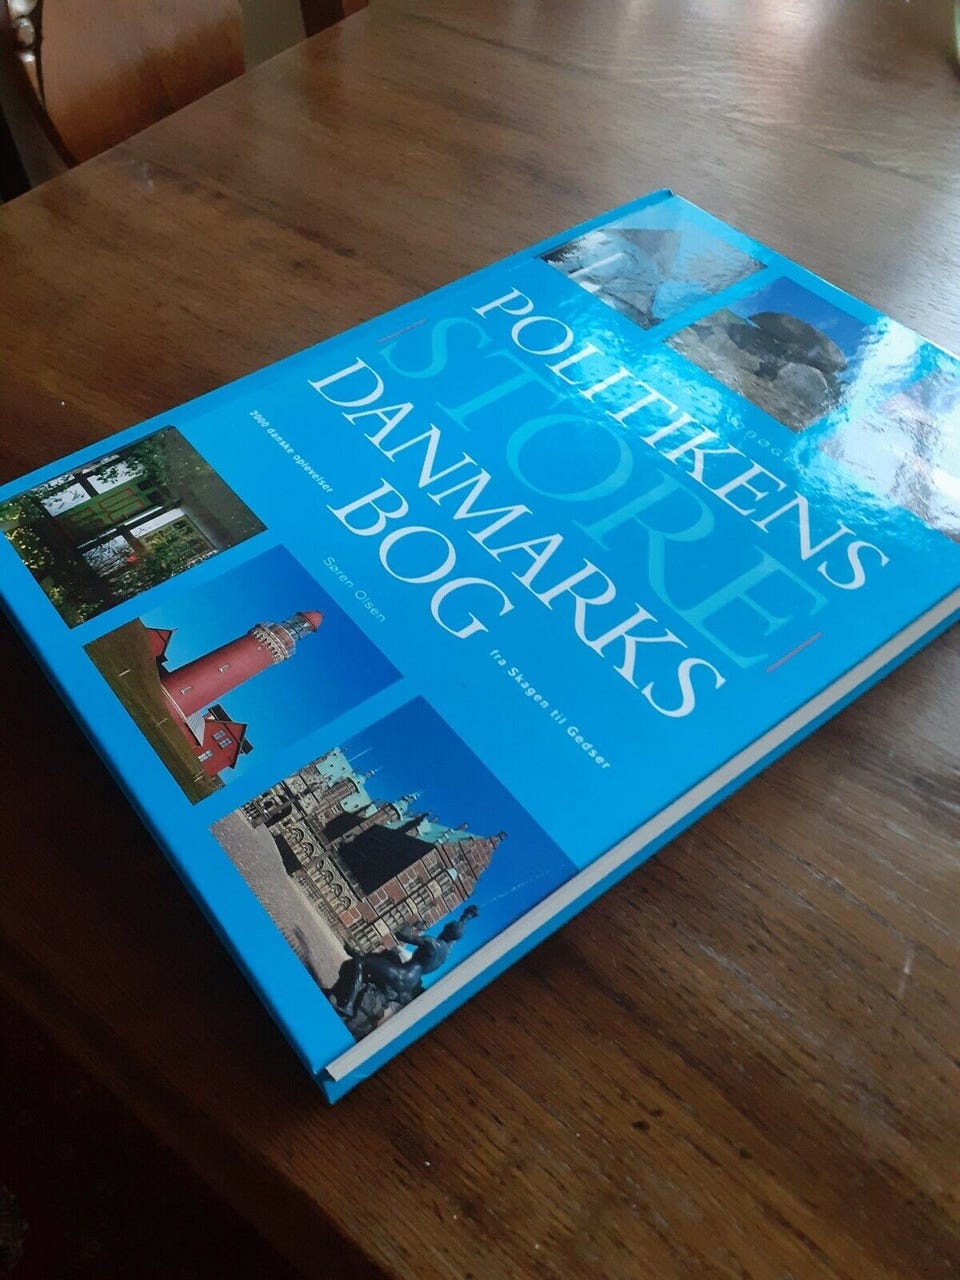 POLITIKENS
[STORE]
DANMARKS
BOG
fra Skagen til Gedser
2000 danske oplevelser
Søren Olsen